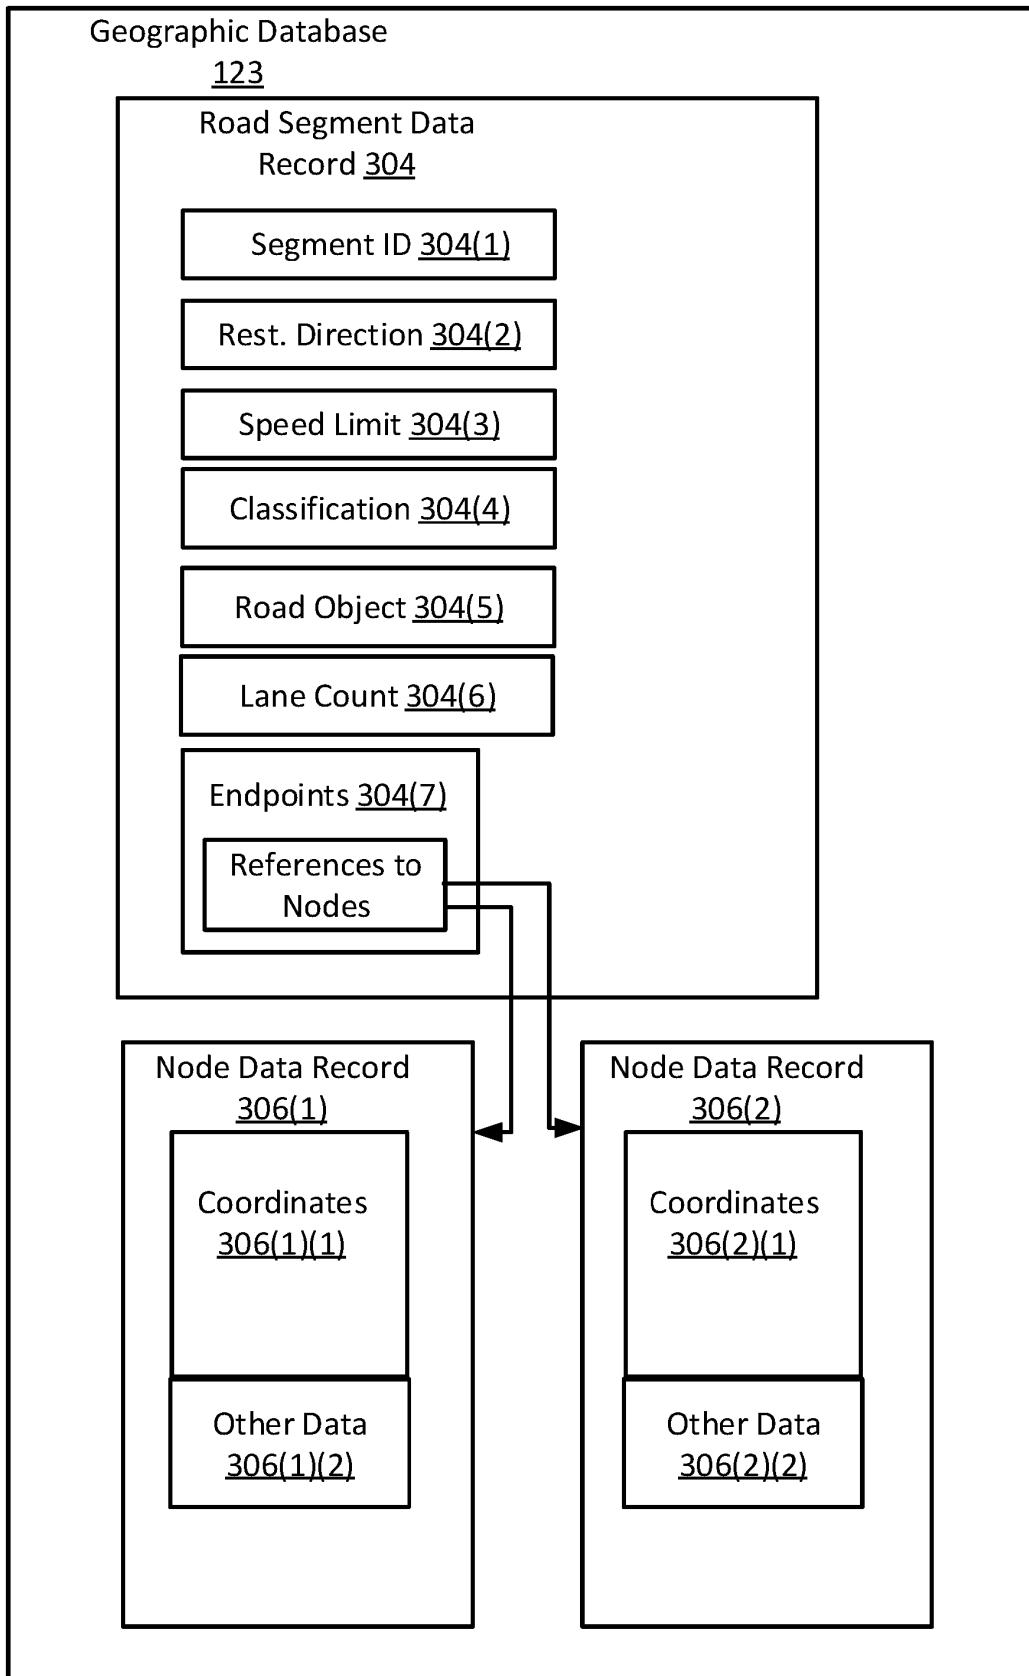 Geographic Database
123
Road Segment Data
Record 304
Segment ID 304(1)
Rest. Direction 304(2)
Speed Limit 304(3)
Classification 304(4)
Road Object 304(5)
Lane Count 304(6)
Endpoints 304(7)
References to
Nodes
Node Data Record
306(1)
Coordinates
306(1)(1)
Other Data
306(1)(2)
Node Data Record
306(2)
Coordinates
306(2)(1)
Other Data
306(2)(2)